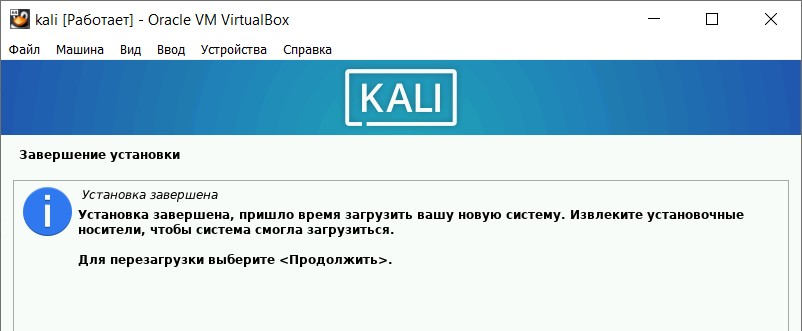 kali [Работает] - Oracle VM VirtualBox
Файл Машина Вид Ввод Устройства Справка
KALI
Завершение установки
Установка завершена
Установка завершена, пришло время загрузить вашу новую систему. Извлеките установочные
носители, чтобы система смогла загрузиться.
Для перезагрузки выберите <Продолжить>.